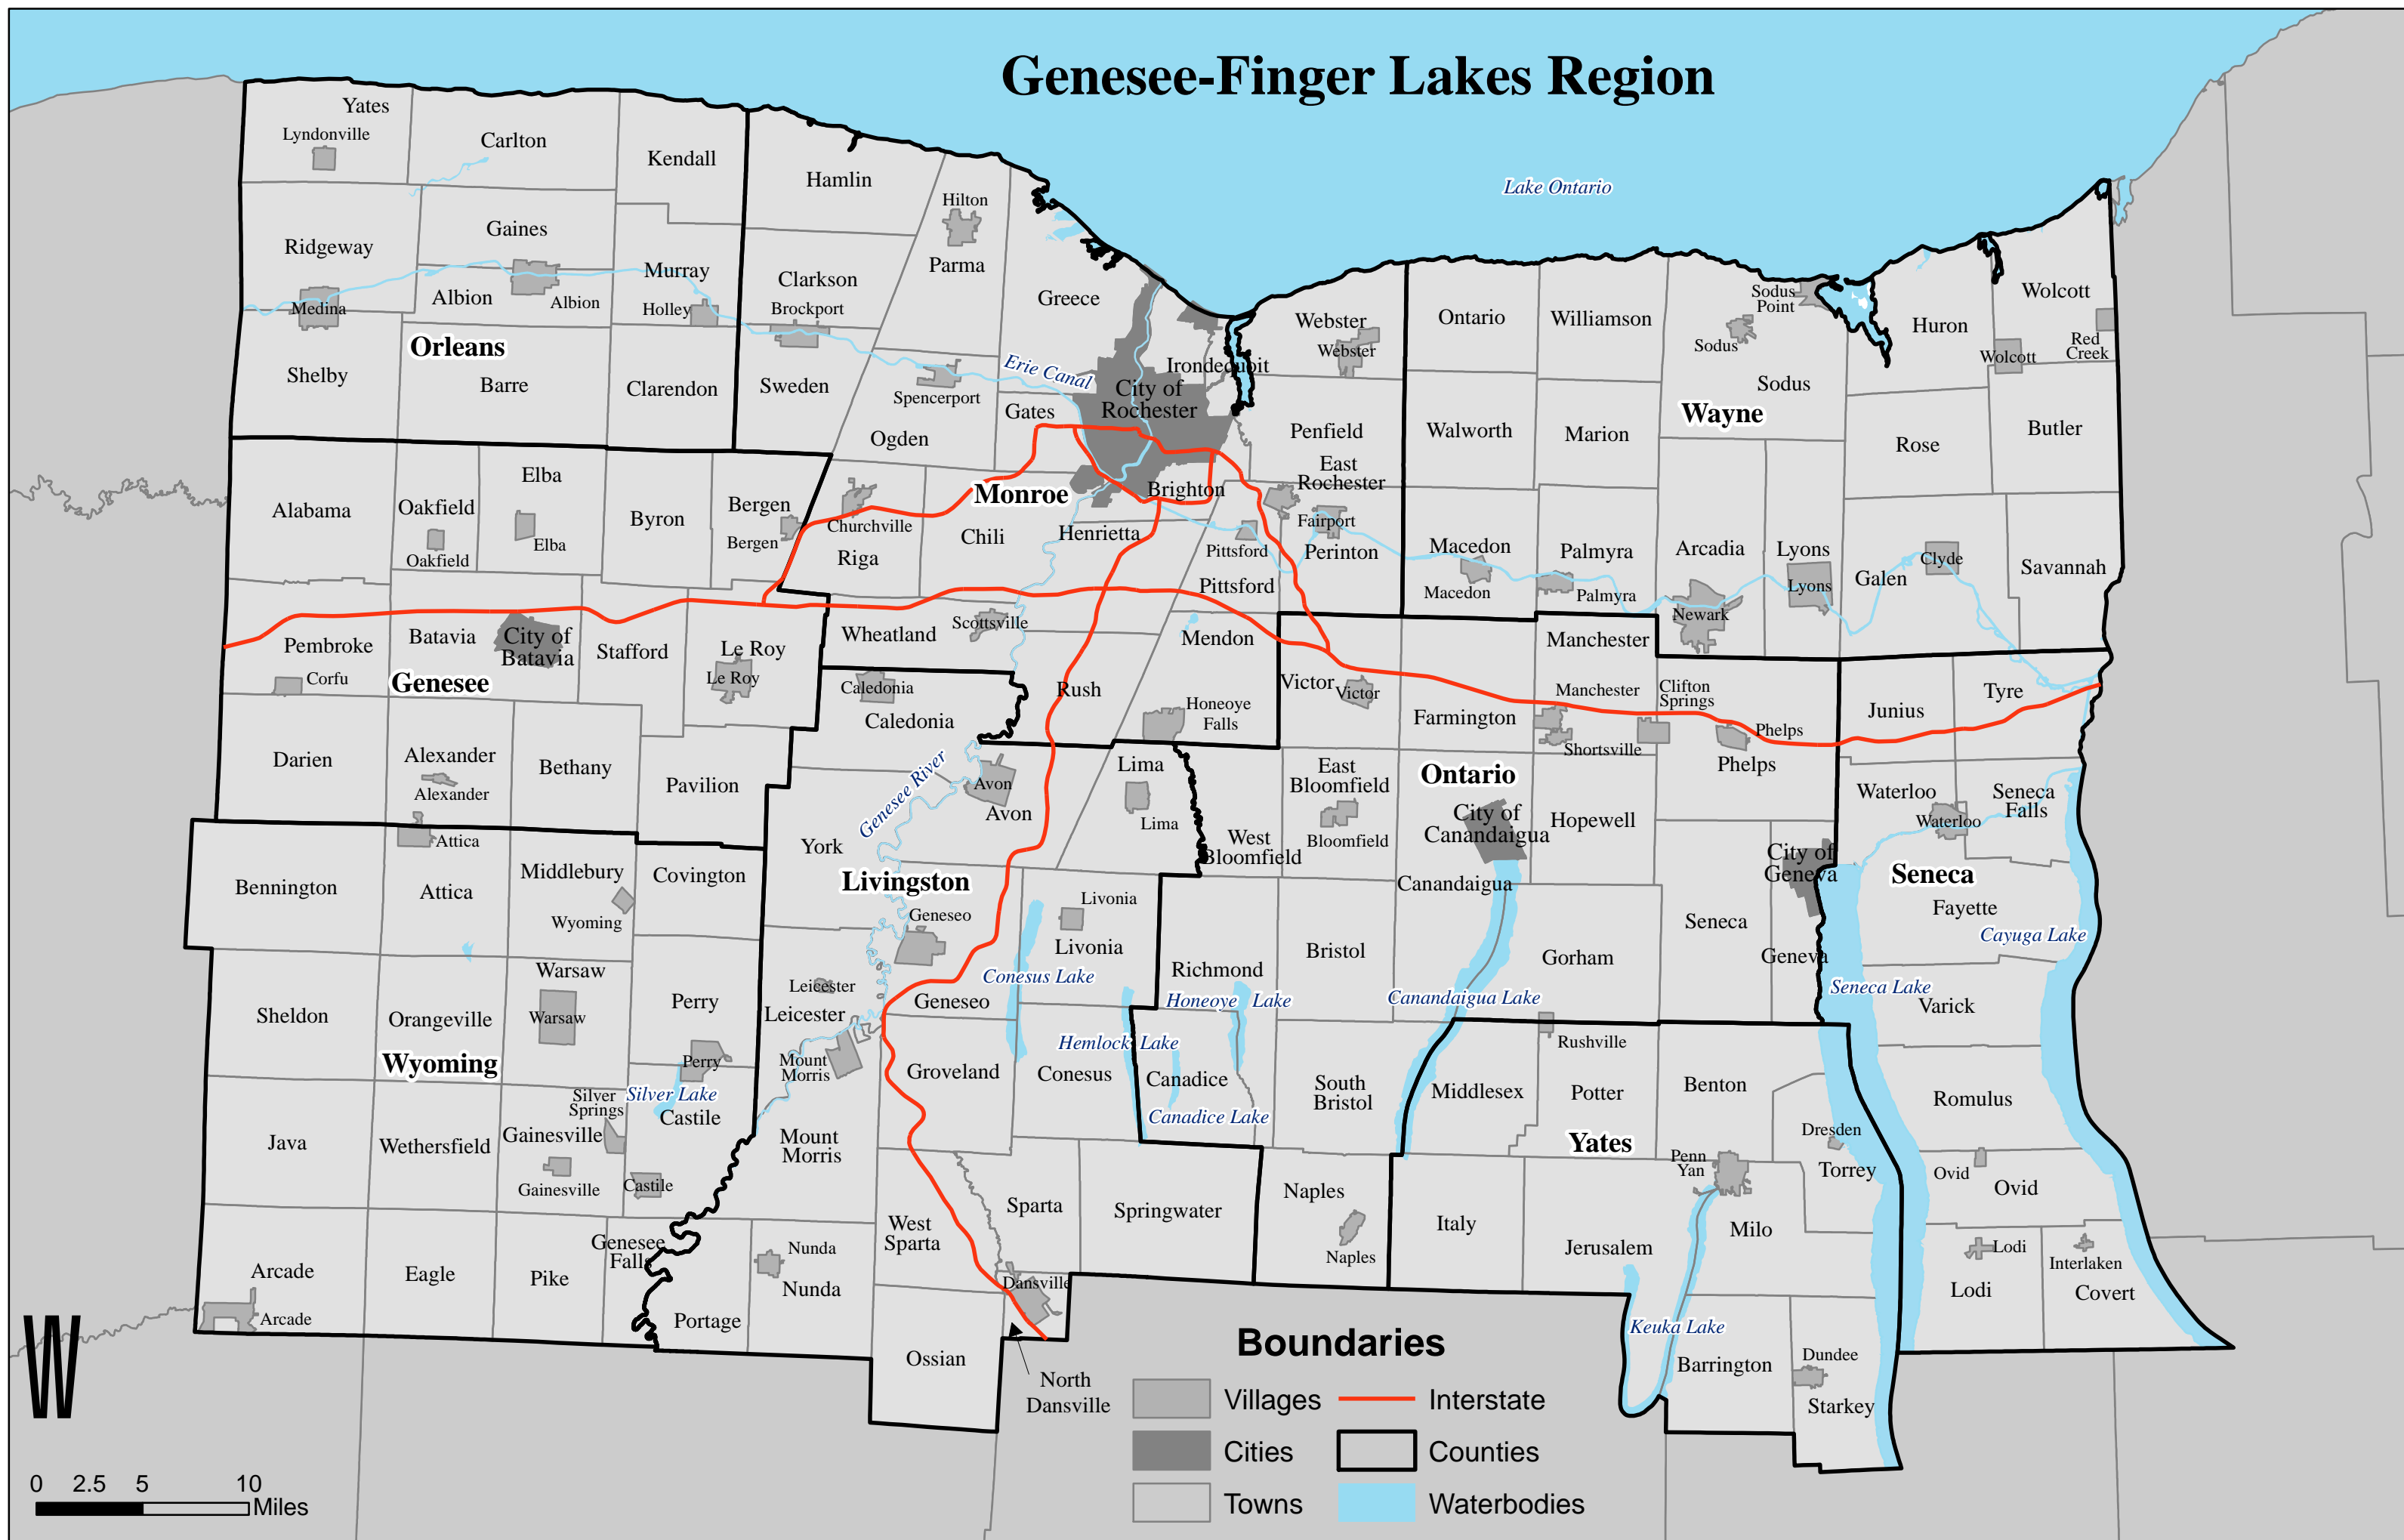 Genesee-Finger Lakes Region
Lake Ontario
Yates
Lyndonville
Carlton
Kendall
Ridgeway
Gaines
Murray
Medina
Albion
Albion
Holley
Orleans
Shelby
Barre
Clarendon
Hamlin
Hilton
Parma
Clarkson
Brockport
Greece
Sweden
Spencerport
Erie Canal
Irondequoit
City of
Rochester
Gates
Ogden
Webster
Webster
Penfield
East
Rochester
Monroe
Brighton
Churchville
Riga
Chili
Henrietta
Pittsford
Pittsford
Fairport
Perinton
Wheatland
Scottsville
Mendon
Rush
Honeoye
Falls
Ontario
Williamson
Sodus
Point
Sodus
Sodus
Huron
Wolcott
Wolcott
Red
Creek
Wayne
Walworth
Marion
Rose
Butler
Macedon
Macedon
Palmyra
Palmyra
Arcadia
Newark
Lyons
Lyons
Galen
Clyde
Savannah
Alabama
Oakfield
Oakfield
Elba
Elba
Byron
Bergen
Bergen
Pembroke
Corfu
Batavia
City of
Batavia
Stafford
Le Roy
Le Roy
Genesee
Darien
Alexander
Alexander
Bethany
Pavilion
Caledonia
Caledonia
Genesee River
Avon
Avon
Lima
Lima
York
Livingston
Geneseo
Geneseo
Livonia
Livonia
Conesus Lake
Leicester
Leicester
Mount
Morris
Mount
Morris
Groveland
Conesus
Hemlock Lake
West
Sparta
Sparta
Springwater
Nunda
Nunda
Portage
Ossian
Dansville
North
Dansville
Victor
Victor
Farmington
Manchester
Manchester
Clifton
Springs
Shortsville
Phelps
Phelps
East
Bloomfield
Bloomfield
West
Bloomfield
Ontario
City of
Canandaigua
Canandaigua
Hopewell
City of
Geneva
Geneva
Seneca
Gorham
Bristol
Richmond
Honeoye Lake
Canandaigua Lake
Canadice
Canadice Lake
South
Bristol
Naples
Naples
Rushville
Junius
Tyre
Waterloo
Waterloo
Seneca
Falls
Seneca
Fayette
Cayuga Lake
Seneca Lake
Varick
Romulus
Ovid
Ovid
Lodi
Lodi
Interlaken
Covert
Middlesex
Potter
Benton
Yates
Dresden
Torrey
Penn
Yan
Milo
Italy
Jerusalem
Keuka Lake
Barrington
Dundee
Starkey
Attica
Attica
Bennington
Middlebury
Wyoming
Covington
Sheldon
Orangeville
Warsaw
Warsaw
Perry
Perry
Wyoming
Silver Lake
Silver
Springs
Castile
Castile
Java
Wethersfield
Gainesville
Gainesville
Genesee
Falls
Arcade
Arcade
Eagle
Pike
W
0 2.5 5 10
Miles
Boundaries
Villages
Interstate
Cities
Counties
Towns
Waterbodies